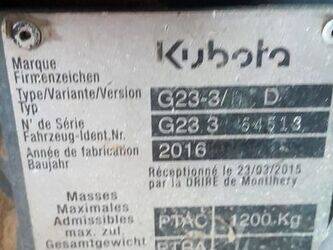 Kubota
Marque
Firmenzeichen
Type/Variante/Version
Typ
G23-3/ D
N° de Série
Fahrzeug-Ident.Nr.
G23 3 54513
Année de fabrication
Baujahr
2016
Réceptionné le 23/03/2015
par la DRIRE de Montlhery
Masses
Maximales
Admissibles
max. zul.
Gesamtgewicht
PTAC 1200-Kg